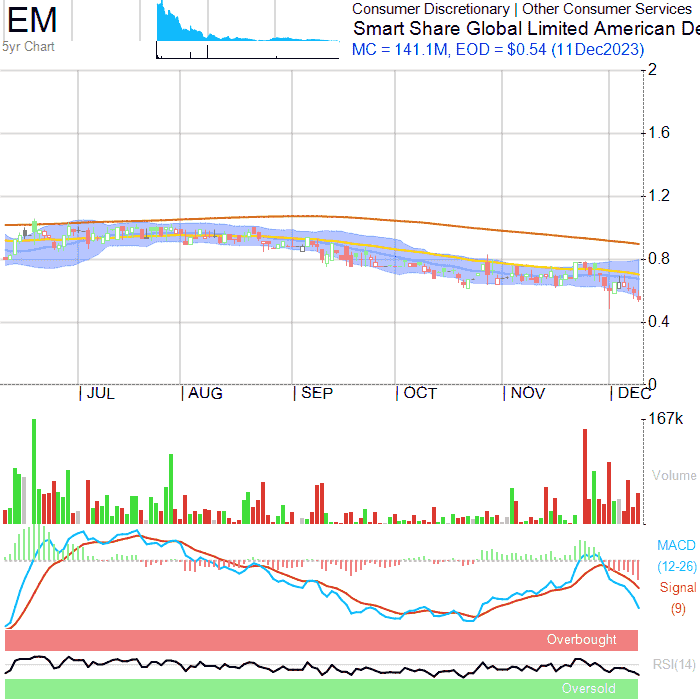 EM
5yr Chart
Consumer Discretionary | Other Consumer Services
Smart Share Global Limited American De
MC = 141.1M, EOD = $0.54 (11Dec2023)
2
1.6
1.2
0.8
0.4
0
JUL AUG SEP OCT NOV DEC
167k
Volume
MACD
(12-26)
Signal
(9)
Overbought
RSI(14)
Oversold